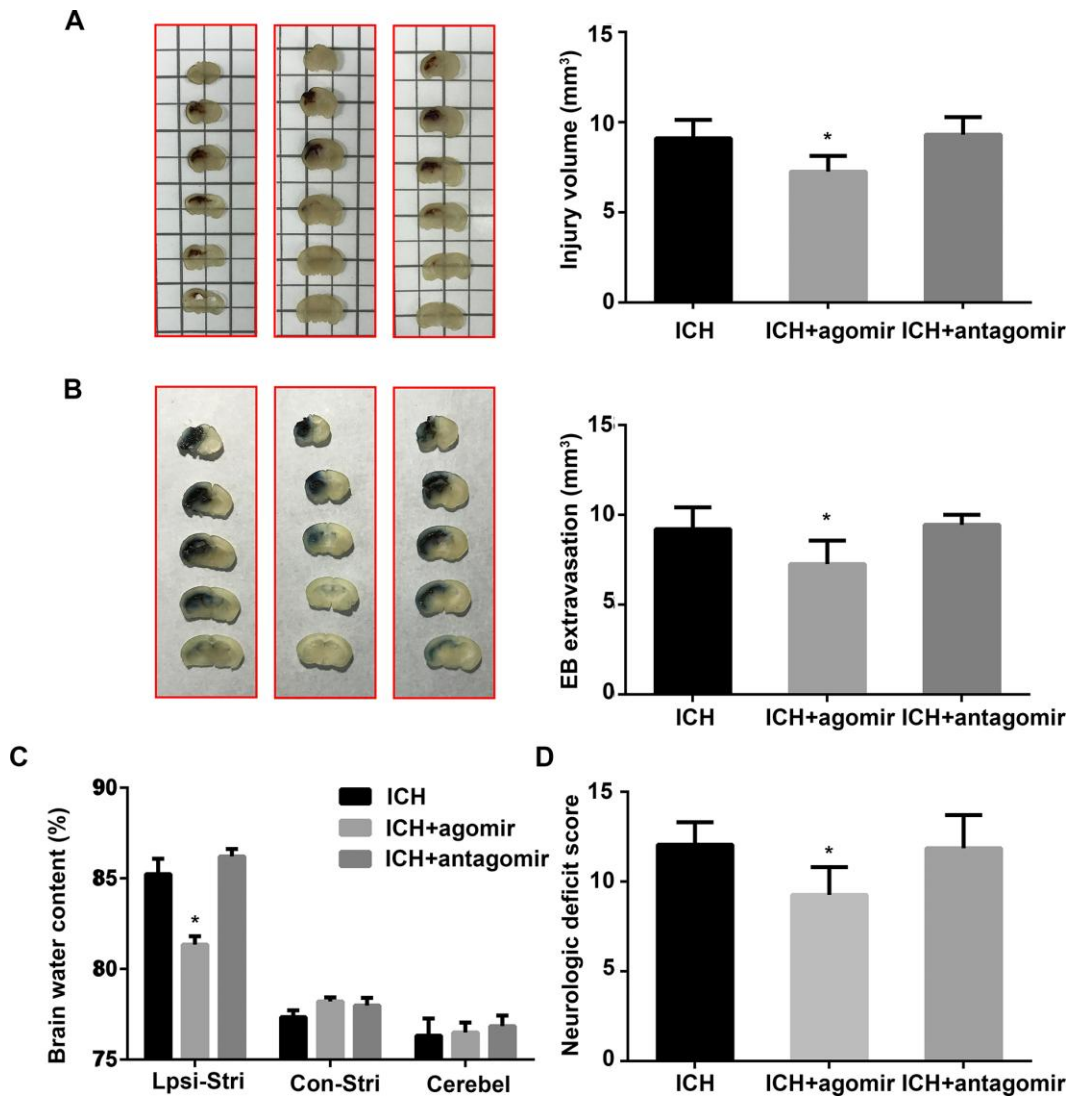 A
Injury volume (mm³)
15
10
5
0
*
ICH
ICH+agomir
ICH+antagomir
B
EB extravasation (mm³)
15
10
5
0
*
ICH
ICH+agomir
ICH+antagomir
C
Brain water content (%)
90
85
80
75
*
ICH
ICH+agomir
ICH+antagomir
Lpsi-Stri
Con-Stri
Cerebel
D
Neurologic deficit score
15
10
5
0
*
ICH
ICH+agomir
ICH+antagomir